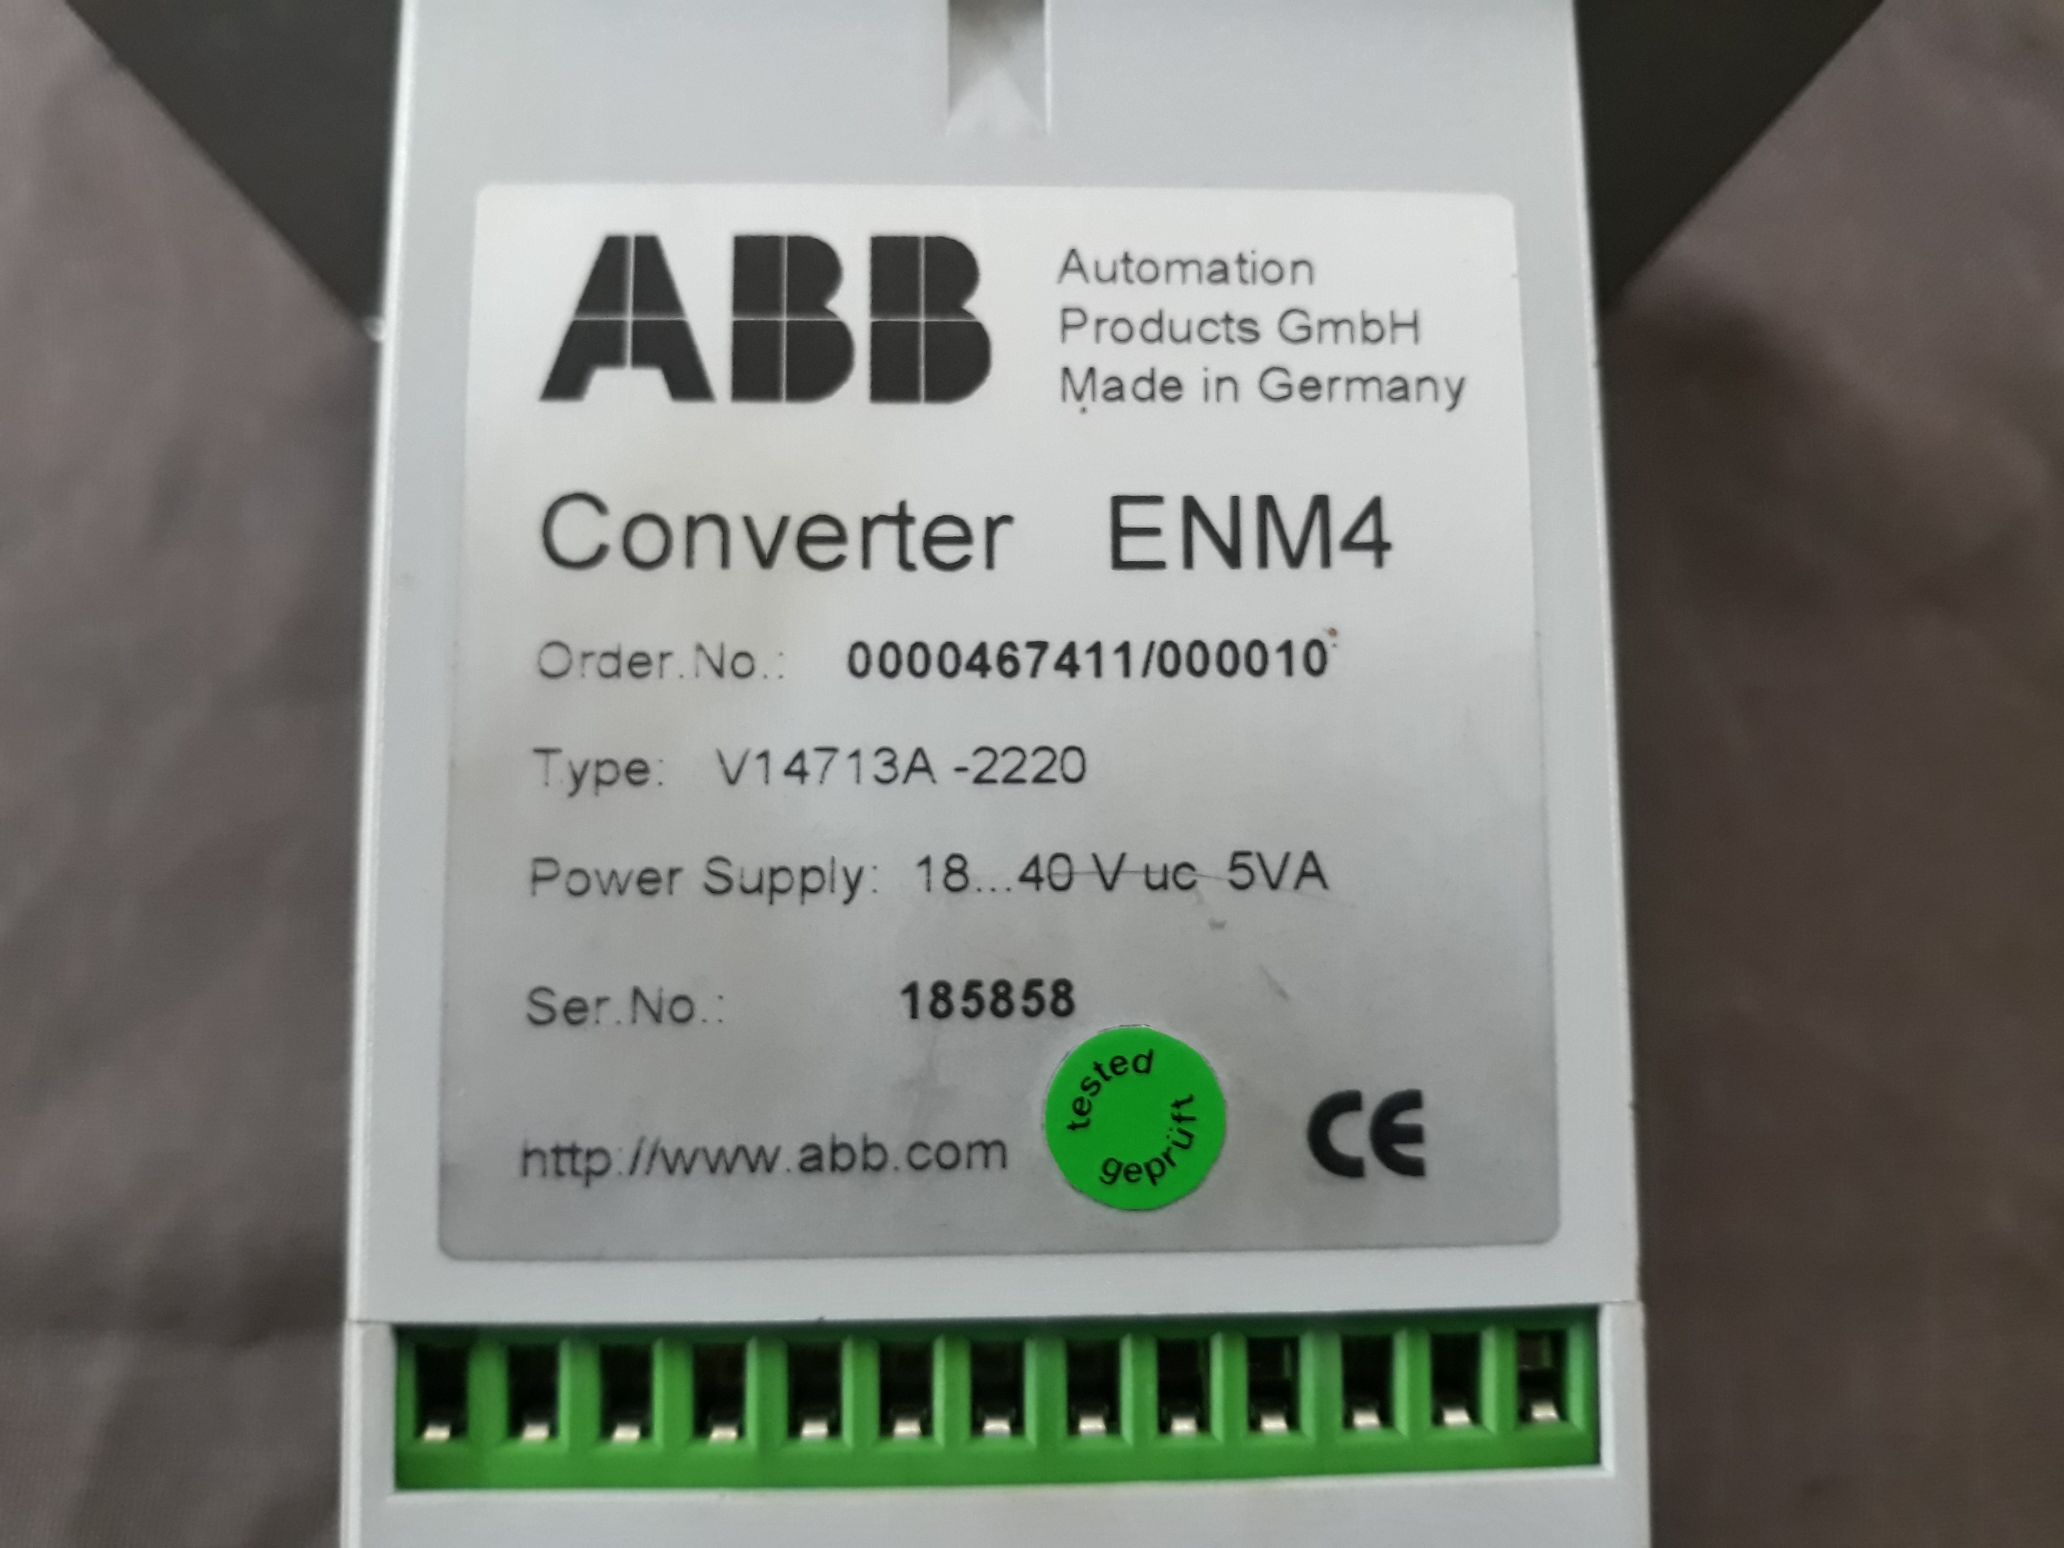 ABB
Automation
Products GmbH
Made in Germany
Converter ENM4
Order.No.: 0000467411/000010
Type: V14713A -2220
Power Supply: 18...40 V uc 5VA
Ser.No.: 185858
http://www.abb.com
tested
geprüft
CE